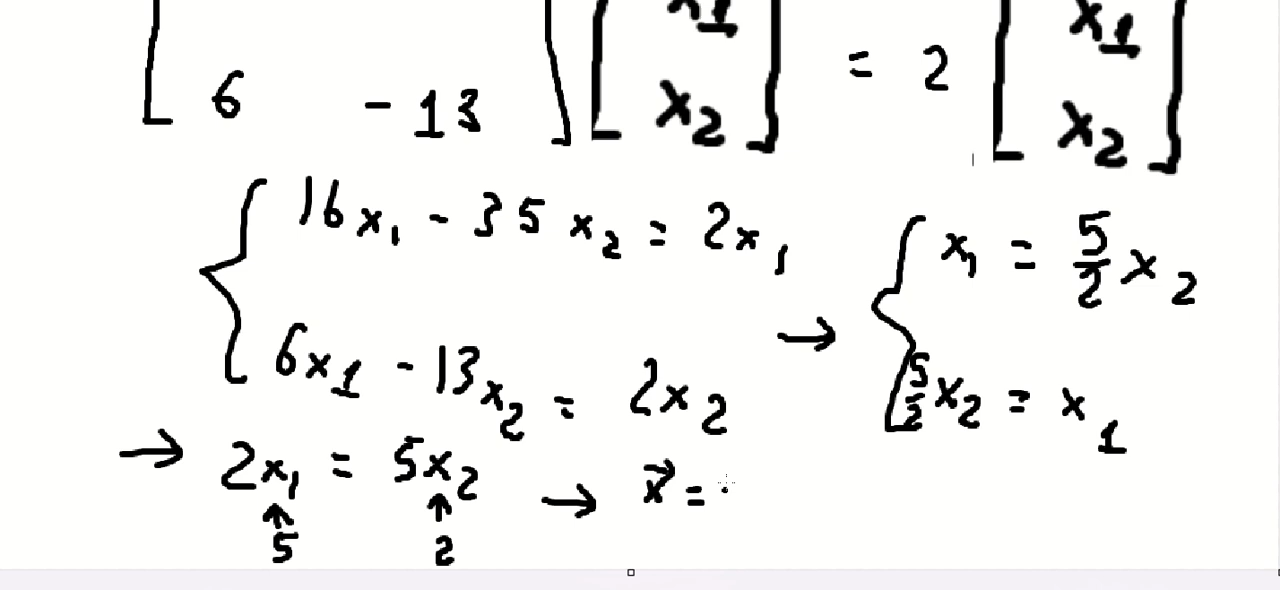 [ ] [ x1 ] = 2 [ x1 ]
[ 6 -13 ] [ x2 ] [ x2 ]
{ 16x₁ - 35x₂ = 2x₁
6x1 - 13x₂ = 2x₂
→ { x₁ = 5/2 x₂
5/2 x₂ = x1
→ 2x₁ = 5x₂ → x⃗ =
↑ ↑
5 2